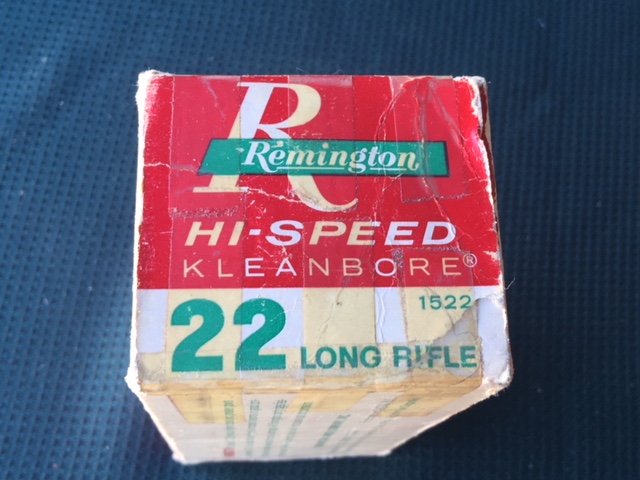 R
Remington
HI-SPEED
KLEANBORE®
1522
22 LONG RIFLE